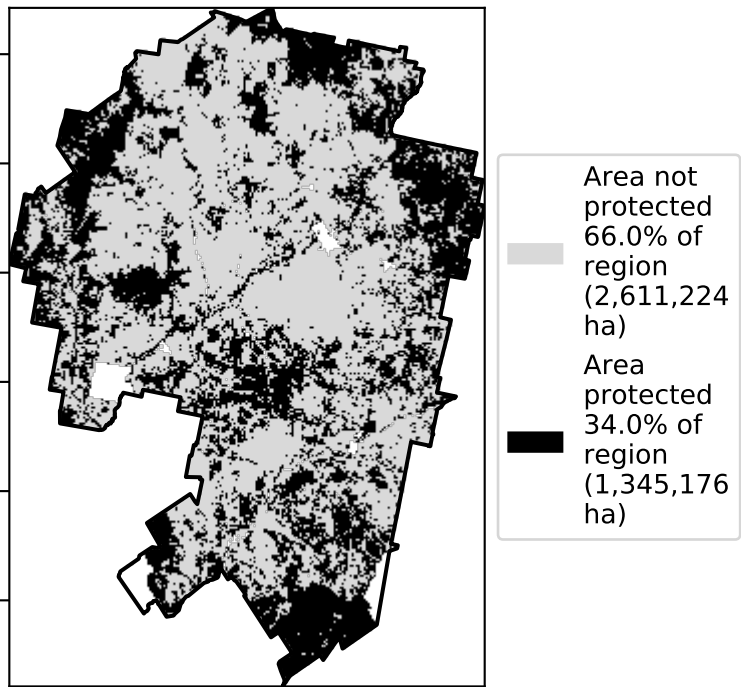 Area not
protected
66.0% of
region
(2,611,224
ha)
Area
protected
34.0% of
region
(1,345,176
ha)